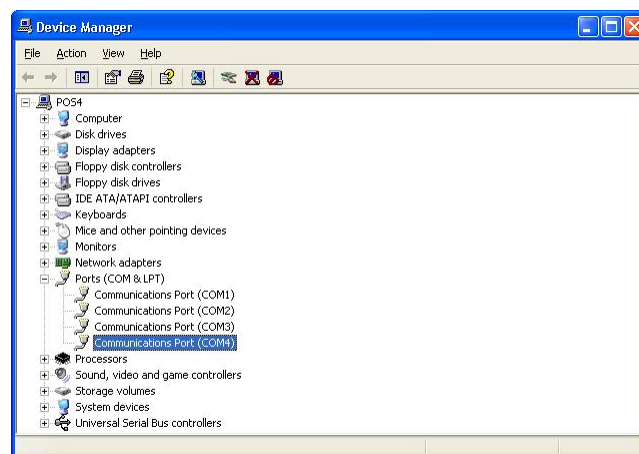 Device Manager
File Action View Help
POS4
Computer
Disk drives
Display adapters
Floppy disk controllers
Floppy disk drives
IDE ATA/ATAPI controllers
Keyboards
Mice and other pointing devices
Monitors
Network adapters
Ports (COM & LPT)
Communications Port (COM1)
Communications Port (COM2)
Communications Port (COM3)
Communications Port (COM4)
Processors
Sound, video and game controllers
Storage volumes
System devices
Universal Serial Bus controllers